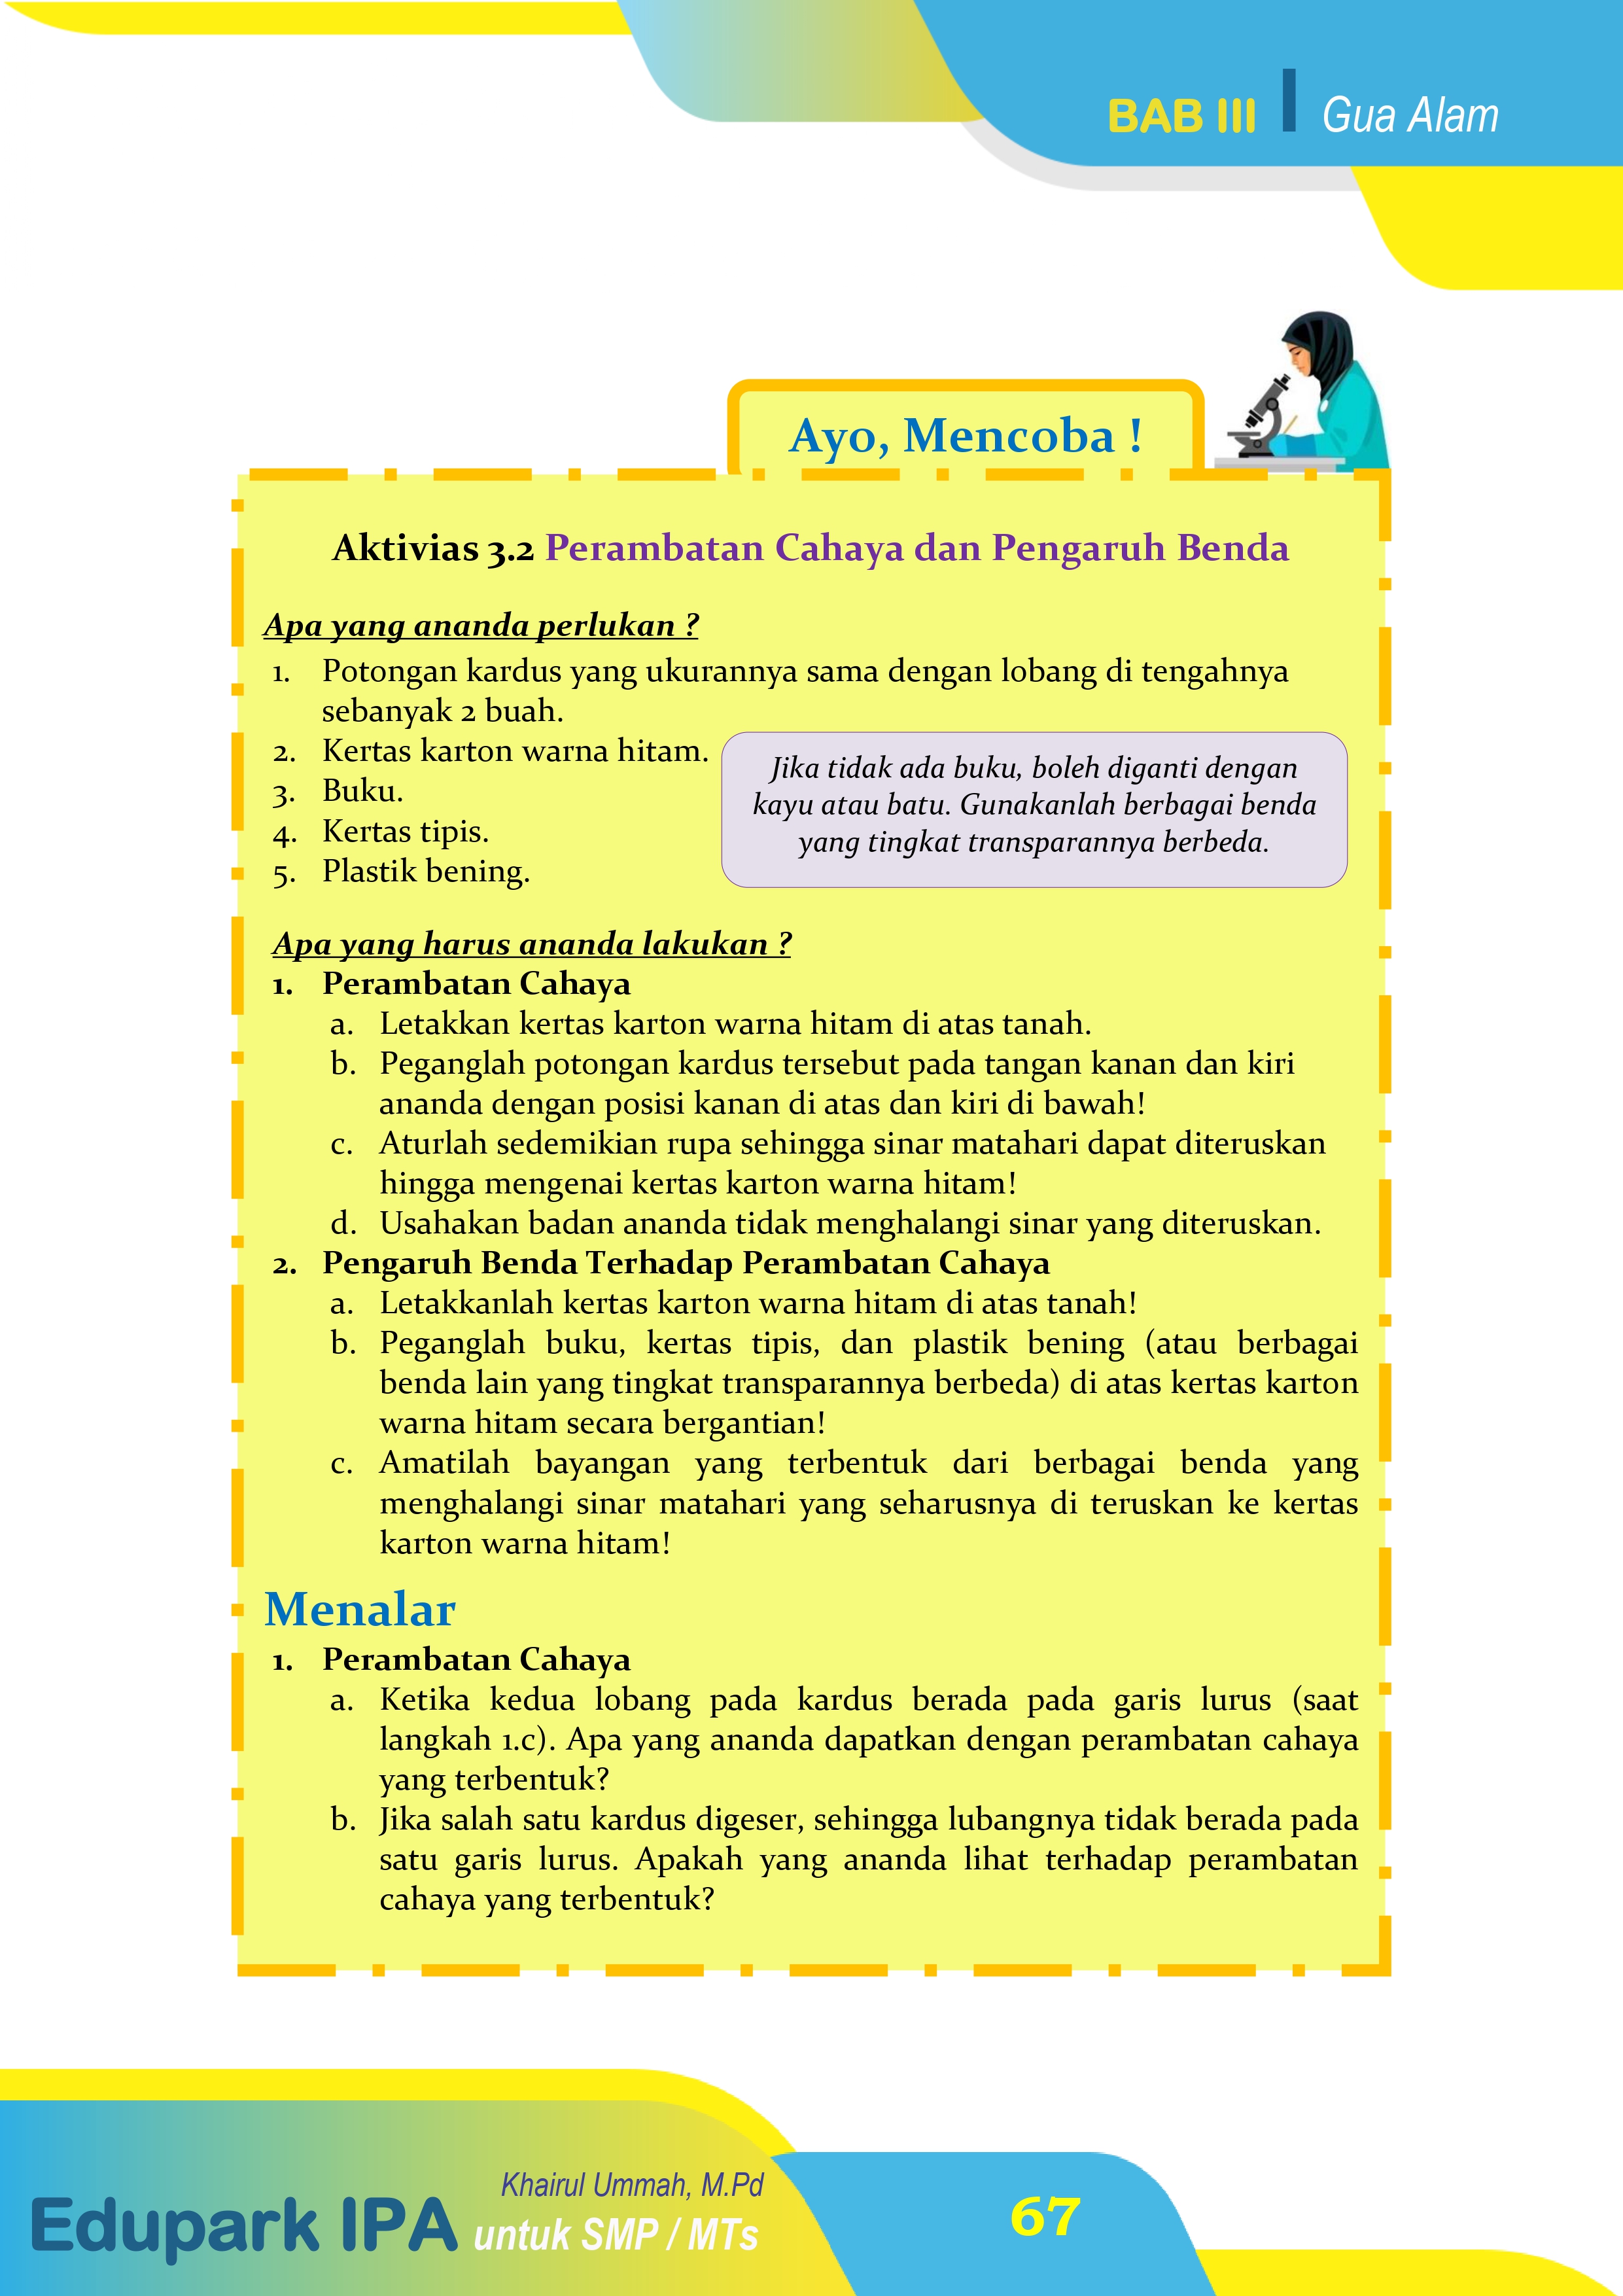 BAB III Gua Alam
Ayo, Mencoba !
Aktivias 3.2 Perambatan Cahaya dan Pengaruh Benda
Apa yang ananda perlukan ?
1. Potongan kardus yang ukurannya sama dengan lobang di tengahnya
sebanyak 2 buah.
2. Kertas karton warna hitam.
3. Buku.
4. Kertas tipis.
5. Plastik bening.
Jika tidak ada buku, boleh diganti dengan
kayu atau batu. Gunakanlah berbagai benda
yang tingkat transparannya berbeda.
Apa yang harus ananda lakukan ?
1. Perambatan Cahaya
a. Letakkan kertas karton warna hitam di atas tanah.
b. Peganglah potongan kardus tersebut pada tangan kanan dan kiri
ananda dengan posisi kanan di atas dan kiri di bawah!
c. Aturlah sedemikian rupa sehingga sinar matahari dapat diteruskan
hingga mengenai kertas karton warna hitam!
d. Usahakan badan ananda tidak menghalangi sinar yang diteruskan.
2. Pengaruh Benda Terhadap Perambatan Cahaya
a. Letakkanlah kertas karton warna hitam di atas tanah!
b. Peganglah buku, kertas tipis, dan plastik bening (atau berbagai
benda lain yang tingkat transparannya berbeda) di atas kertas karton
warna hitam secara bergantian!
c. Amatilah bayangan yang terbentuk dari berbagai benda yang
menghalangi sinar matahari yang seharusnya di teruskan ke kertas
karton warna hitam!
Menalar
1. Perambatan Cahaya
a. Ketika kedua lobang pada kardus berada pada garis lurus (saat
langkah 1.c). Apa yang ananda dapatkan dengan perambatan cahaya
yang terbentuk?
b. Jika salah satu kardus digeser, sehingga lubangnya tidak berada pada
satu garis lurus. Apakah yang ananda lihat terhadap perambatan
cahaya yang terbentuk?
Khairul Ummah, M.Pd
Edupark IPA untuk SMP / MTs
67